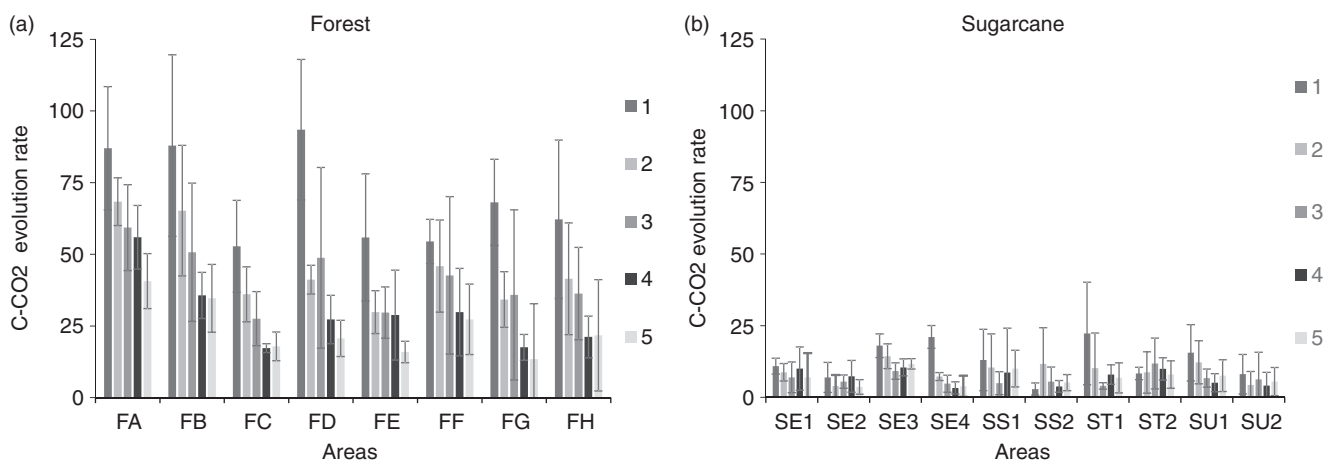 (a)
Forest
125
100
75
50
25
0
C-CO2 evolution rate
FA FB FC FD FE FF FG FH
Areas
1
2
3
4
5
(b)
Sugarcane
125
100
75
50
25
0
C-CO2 evolution rate
SE1 SE2 SE3 SE4 SS1 SS2 ST1 ST2 SU1 SU2
Areas
1
2
3
4
5